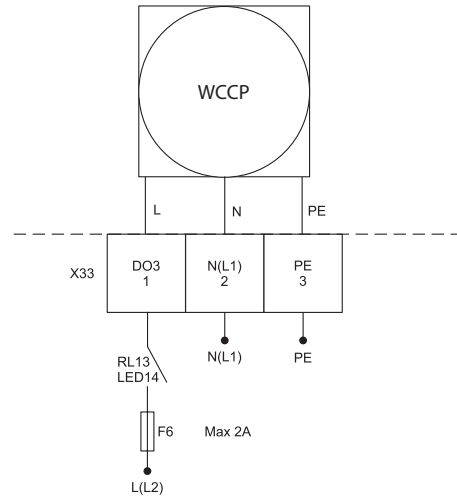 WCCP
L N PE
X33
DO3 N(L1) PE
1 2 3
N(L1) PE
RL13
LED14
F6 Max 2A
L(L2)